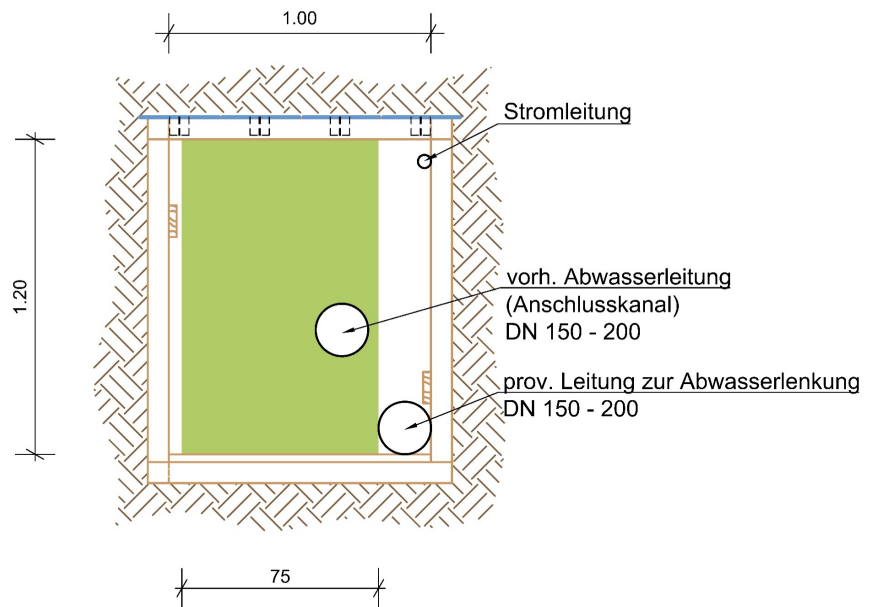 1.00
Stromleitung
1.20
vorh. Abwasserleitung
(Anschlusskanal)
DN 150 - 200
prov. Leitung zur Abwasserlenkung
DN 150 - 200
75